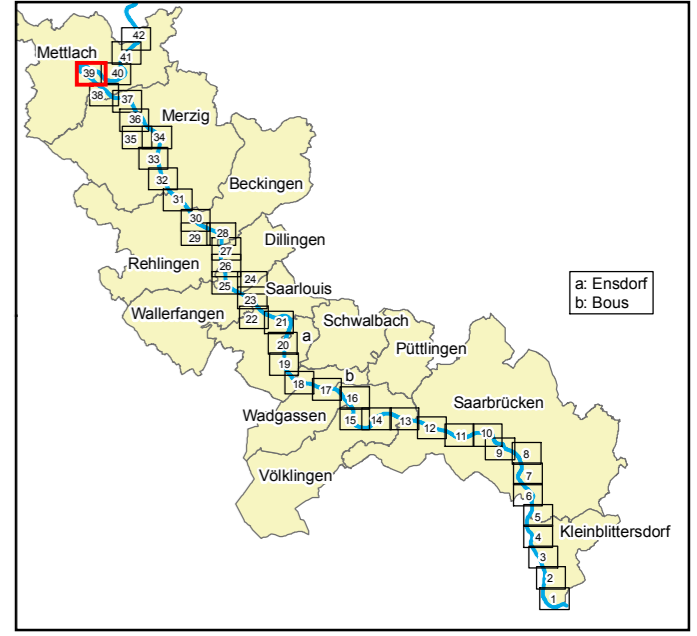 42
Mettlach
41
39
40
38
37
Merzig
36
35
34
33
32
Beckingen
31
30
28
29
Dillingen
27
Rehlingen
26
24
25
Saarlouis
23
a: Ensdorf
b: Bous
Wallerfangen
22
21
Schwalbach
a
20
Püttlingen
19
b
18
17
16
Saarbrücken
Wadgassen
15
14
13
12
11
10
9
8
Völklingen
7
6
5
Kleinblittersdorf
4
3
2
1